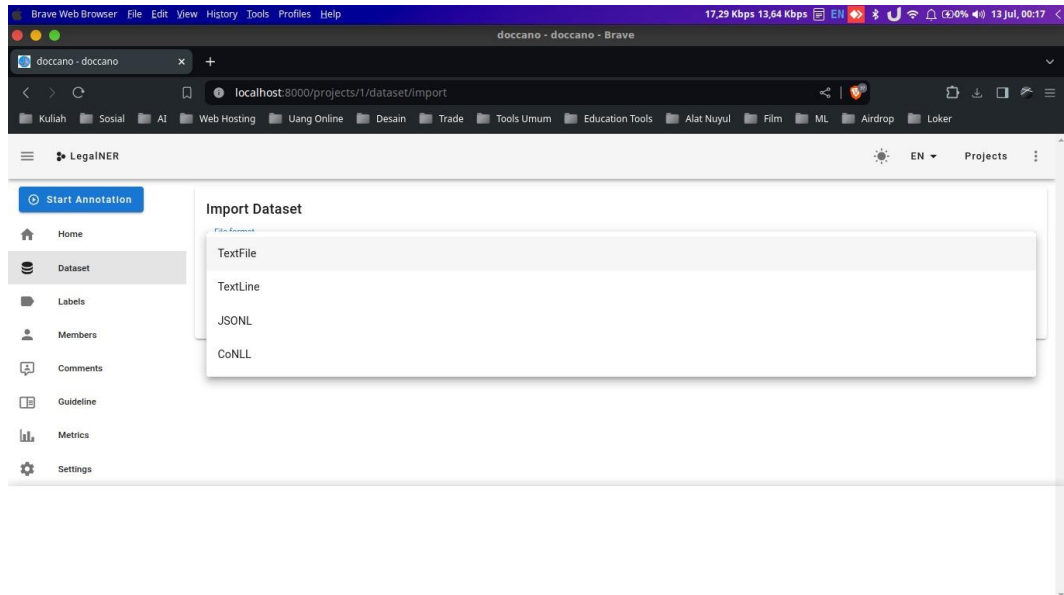 Brave Web Browser File Edit View History Tools Profiles Help 17,29 Kbps 13,64 Kbps EN 0% 13 Jul, 00:17
doccano - doccano - Brave
doccano - doccano
localhost:8000/projects/1/dataset/import
Kuliah Sosial AI Web Hosting Uang Online Desain Trade Tools Umum Education Tools Alat Nuyul Film ML Airdrop Loker
LegalNER EN Projects
Start Annotation
Import Dataset
File format
Home
TextFile
Dataset
TextLine
Labels
JSONL
Members
CoNLL
Comments
Guideline
Metrics
Settings